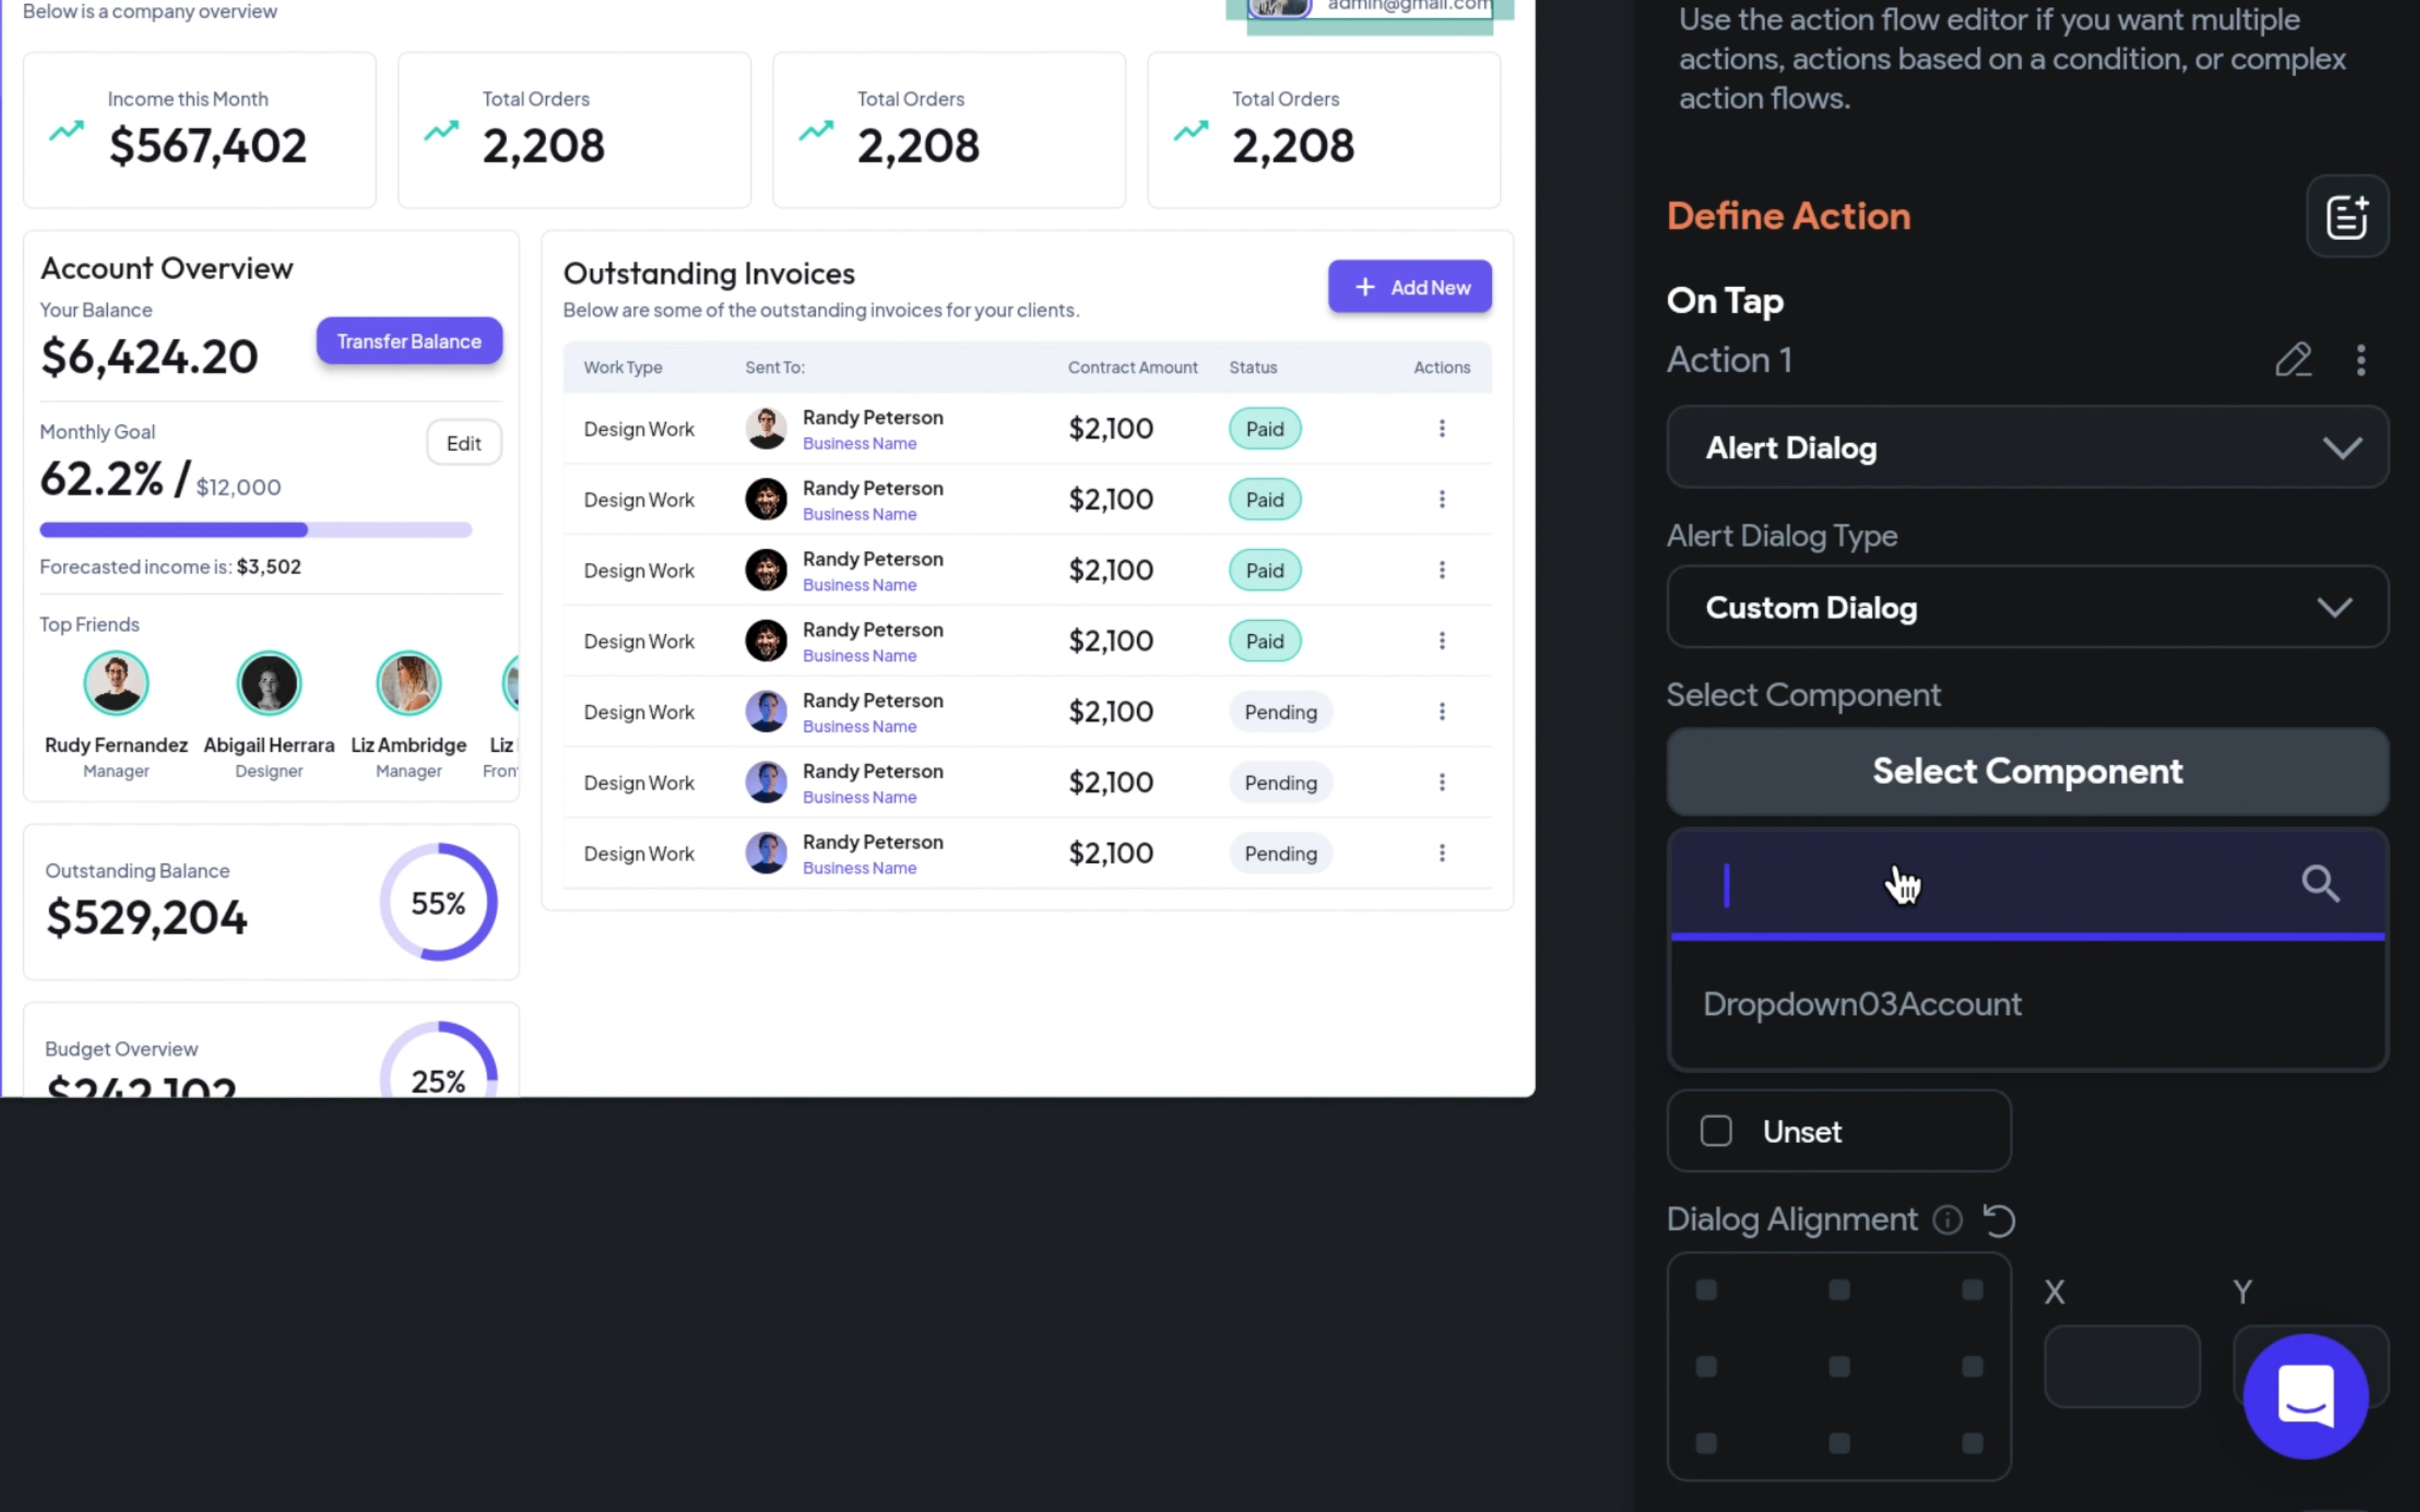 Below is a company overview
admin@gmail.com
Income this Month
$567,402
Total Orders
2,208
Total Orders
2,208
Total Orders
2,208
Account Overview
Your Balance
$6,424.20
Transfer Balance
Monthly Goal
62.2% / $12,000
Edit
Forecasted income is: $3,502
Top Friends
Rudy Fernandez
Manager
Abigail Herrara
Designer
Liz Ambridge
Manager
Liz
Fron
Outstanding Balance
$529,204
55%
Budget Overview
$242,102
25%
Outstanding Invoices
Below are some of the outstanding invoices for your clients.
+ Add New
Work Type Sent To: Contract Amount Status Actions
Design Work Randy Peterson $2,100 Paid
Business Name
Design Work Randy Peterson $2,100 Paid
Business Name
Design Work Randy Peterson $2,100 Paid
Business Name
Design Work Randy Peterson $2,100 Paid
Business Name
Design Work Randy Peterson $2,100 Pending
Business Name
Design Work Randy Peterson $2,100 Pending
Business Name
Design Work Randy Peterson $2,100 Pending
Business Name
Use the action flow editor if you want multiple
actions, actions based on a condition, or complex
action flows.
Define Action
On Tap
Action 1
Alert Dialog
Alert Dialog Type
Custom Dialog
Select Component
Select Component
Dropdown03Account
Unset
Dialog Alignment
X Y